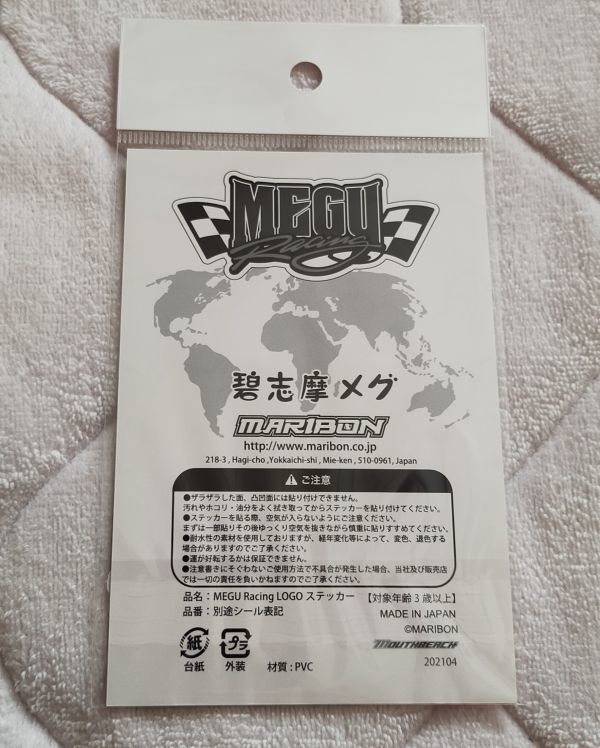 MEGU
Racing
碧志摩メグ
MARIBON
http://www.maribon.co.jp
218-3 , Hagi-cho ,Yokkaichi-shi , Mie-ken , 510-0961, Japan
ご注意
●ザラザラした面、凸凹面には貼り付けできません。
汚れやホコリ・油分をよく拭き取ってからステッカーを貼り付けてください。
●ステッカーを貼る際、空気が入らないようにご注意ください。
まずは一部貼りその後ゆっくり空気を抜きながら慎重に貼りすすめてください。
●耐水性の素材を使用しておりますが、経年変化等によって、変色、退色する
場合がありますのでご了承ください。
●運が好転するかは保証できません。
●注意書きにそぐわないご使用方法で不具合が発生した場合、当社及び販売店
では一切の責任を負いかねますのでご了承ください。
品名：MEGU Racing LOGO ステッカー 【対象年齢 3 歳以上】
品番：別途シール表記 MADE IN JAPAN
©MARIBON
紙 プラ MOUTHBEACH
台紙 外装 材質：PVC 202104